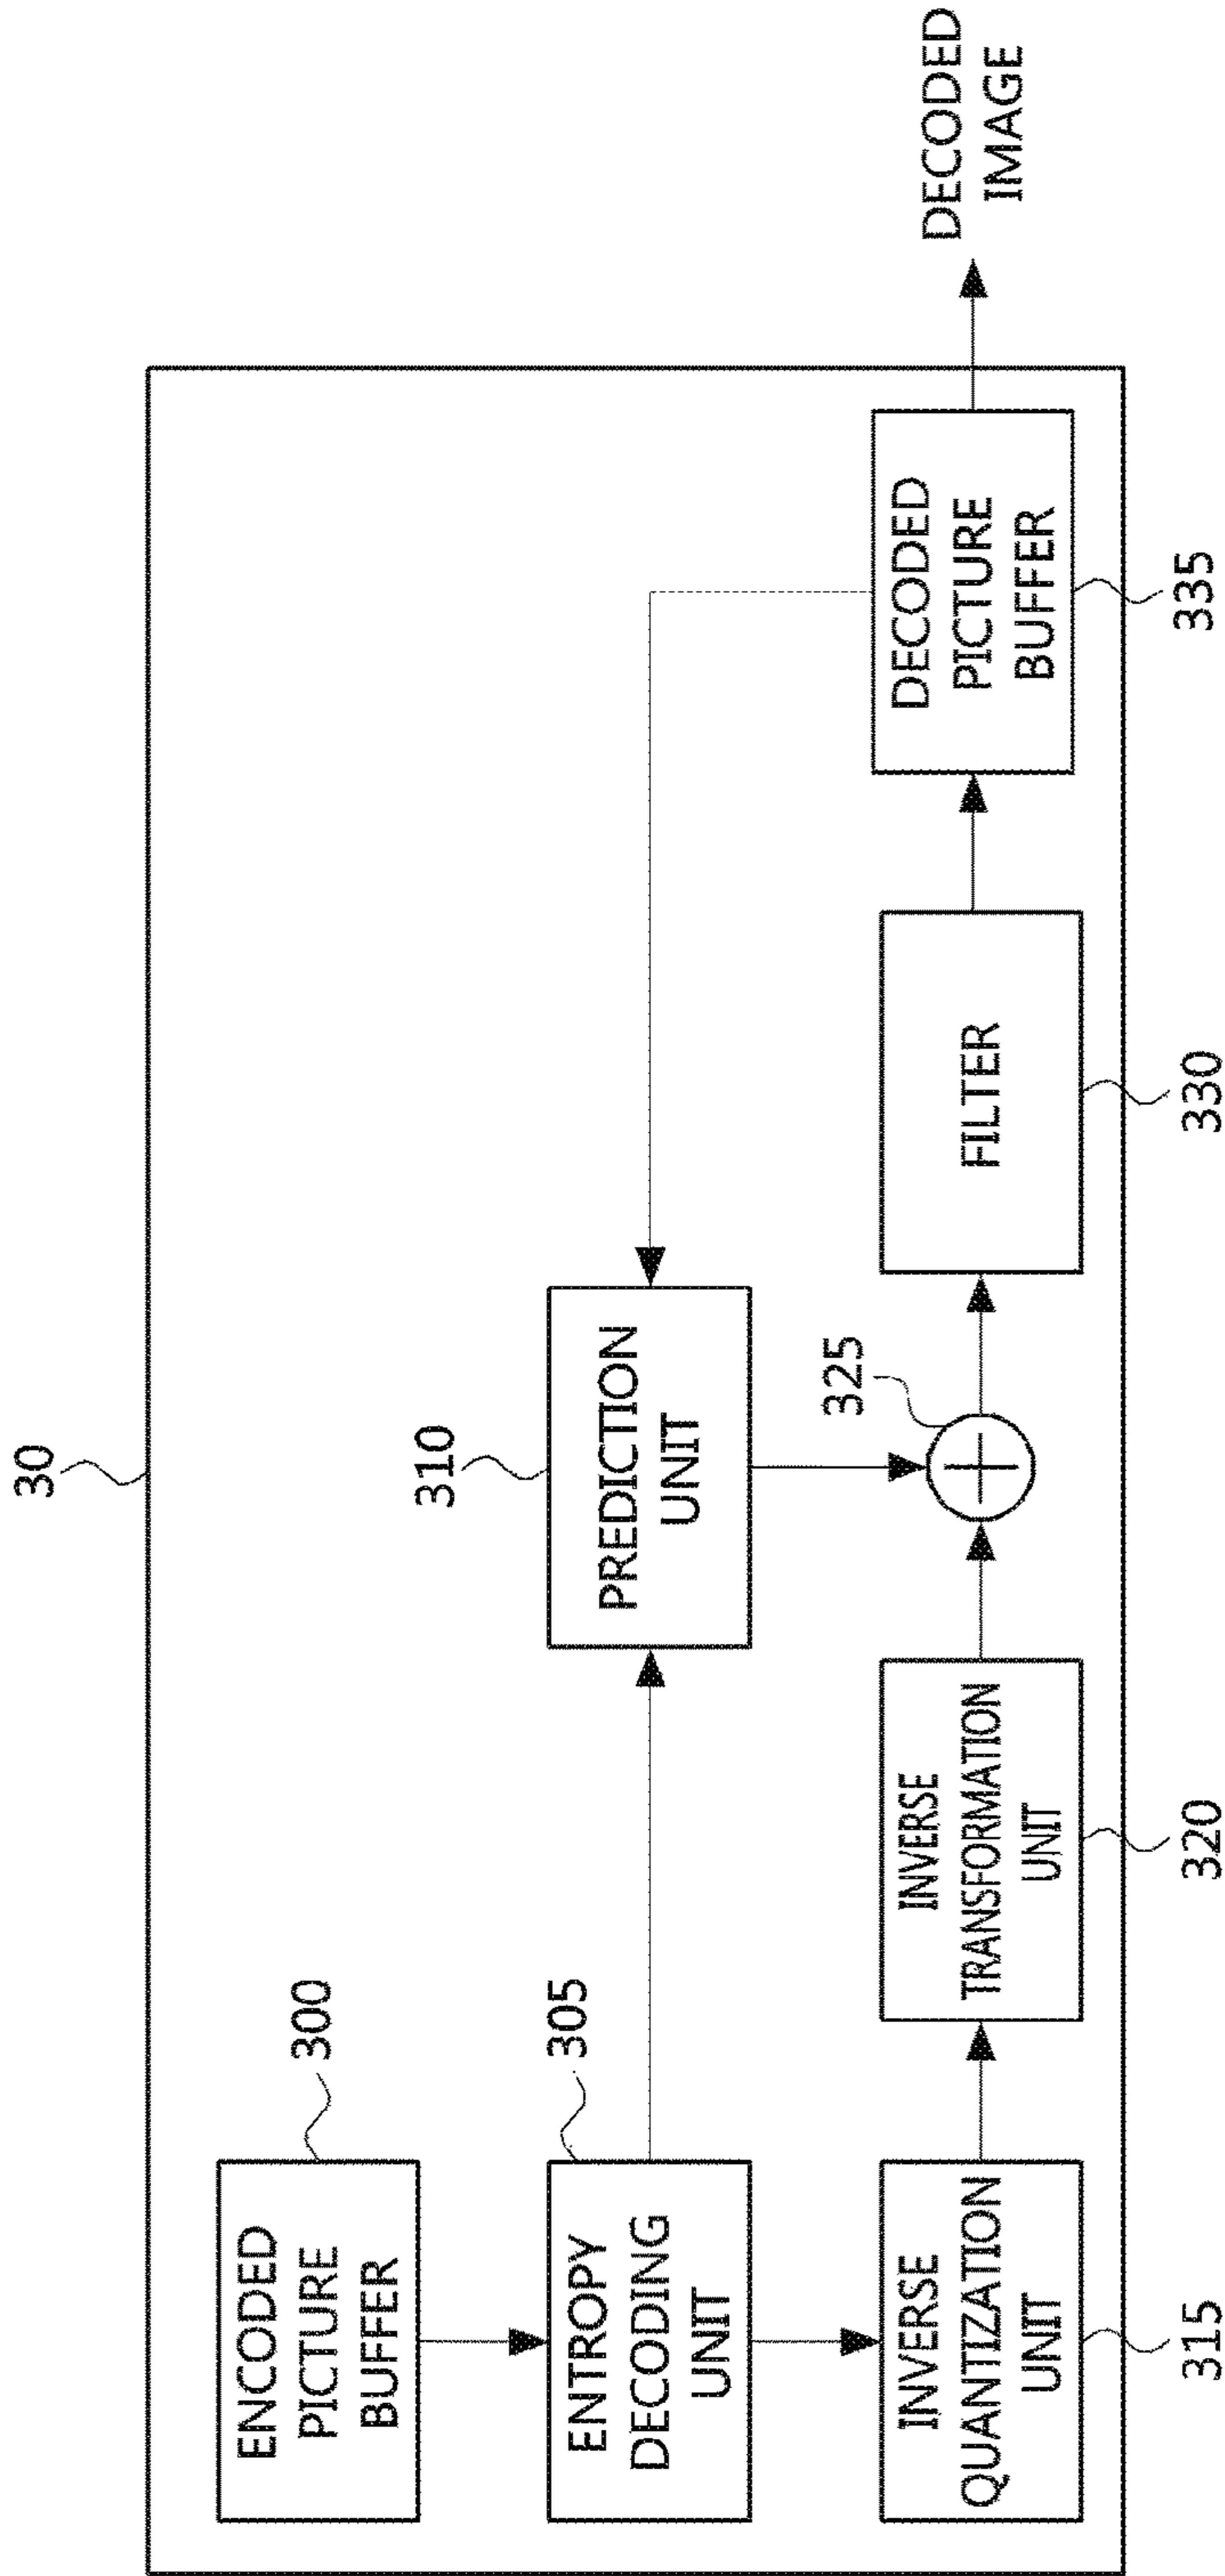 30
ENCODED
PICTURE
BUFFER
300
ENTROPY
DECODING
UNIT
305
PREDICTION
UNIT
310
INVERSE
QUANTIZATION
UNIT
315
INVERSE
TRANSFORMATION
UNIT
320
325
FILTER
330
DECODED
PICTURE
BUFFER
335
DECODED
IMAGE